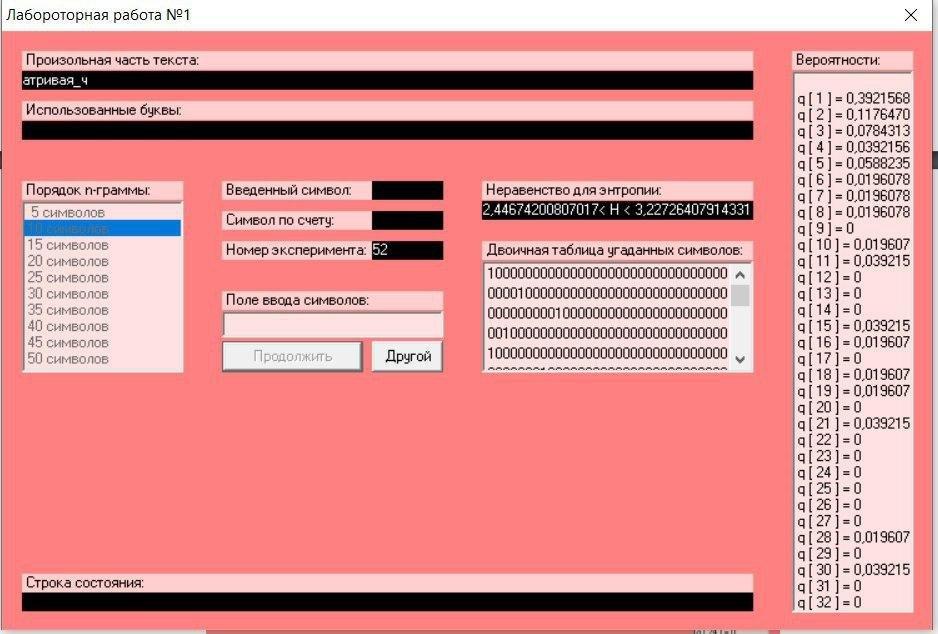 Лабороторная работа №1
Произольная часть текста:
атривая_ч
Использованные буквы:
Порядок n-граммы:
5 символов
10 символов
15 символов
20 символов
25 символов
30 символов
35 символов
40 символов
45 символов
50 символов
Введенный символ:
Символ по счету:
Номер эксперимента: 52
Поле ввода символов:
Продолжить
Другой
Неравенство для энтропии:
2,44674200807017< H < 3,22726407914331
Двоичная таблица угаданных символов:
10000000000000000000000000000000
00001000000000000000000000000000
00000000010000000000000000000000
00100000000000000000000000000000
10000000000000000000000000000000
Строка состояния:
Вероятности:
q [ 1 ] = 0,3921568
q [ 2 ] = 0,1176470
q [ 3 ] = 0,0784313
q [ 4 ] = 0,0392156
q [ 5 ] = 0,0588235
q [ 6 ] = 0,0196078
q [ 7 ] = 0,0196078
q [ 8 ] = 0,0196078
q [ 9 ] = 0
q [ 10 ] = 0,019607
q [ 11 ] = 0,039215
q [ 12 ] = 0
q [ 13 ] = 0
q [ 14 ] = 0
q [ 15 ] = 0,039215
q [ 16 ] = 0,019607
q [ 17 ] = 0
q [ 18 ] = 0,019607
q [ 19 ] = 0,019607
q [ 20 ] = 0
q [ 21 ] = 0,039215
q [ 22 ] = 0
q [ 23 ] = 0
q [ 24 ] = 0
q [ 25 ] = 0
q [ 26 ] = 0
q [ 27 ] = 0
q [ 28 ] = 0,019607
q [ 29 ] = 0
q [ 30 ] = 0,039215
q [ 31 ] = 0
q [ 32 ] = 0